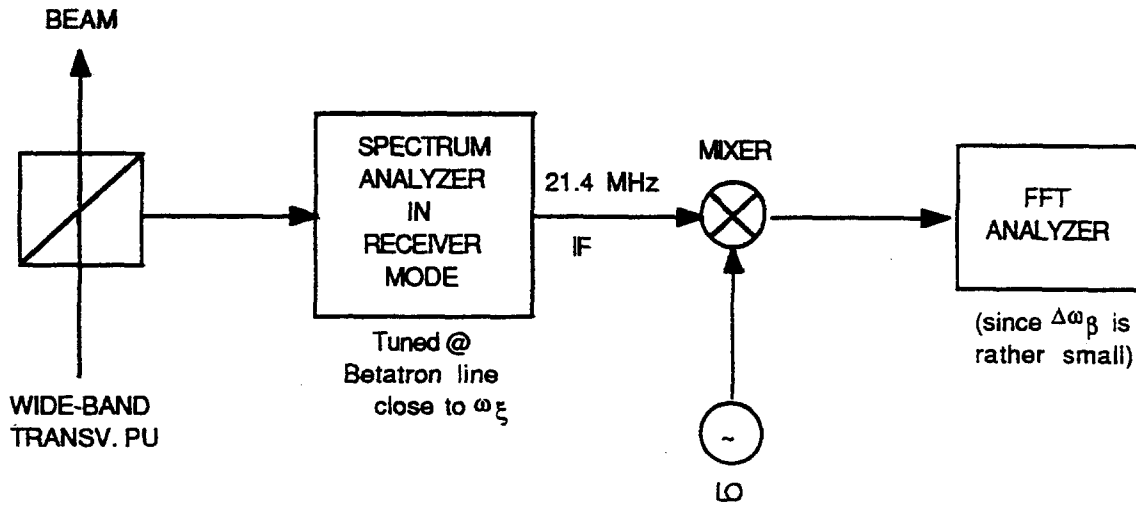 BEAM
WIDE-BAND
TRANSV. PU
SPECTRUM
ANALYZER
IN
RECEIVER
MODE
Tuned @
Betatron line
close to ωξ
21.4 MHz
IF
MIXER
~
LO
FFT
ANALYZER
(since Δωβ is
rather small)